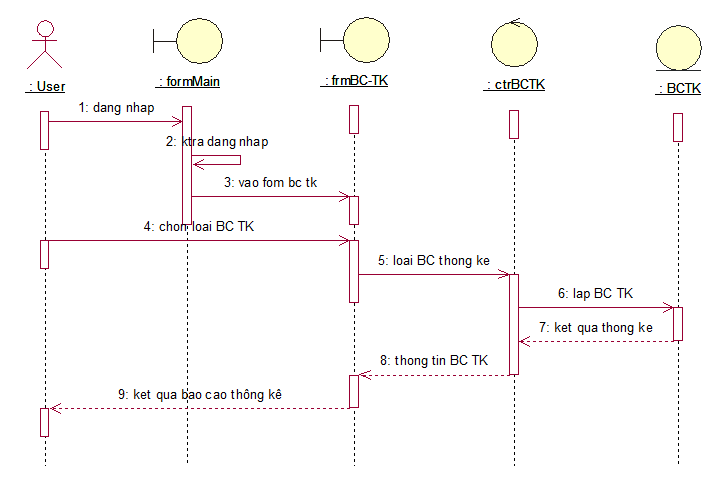 : User
: formMain
: frmBC-TK
: ctrBCTK
: BCTK
1: dang nhap
2: ktra dang nhap
3: vao fom bc tk
4: chon loai BC TK
5: loai BC thong ke
6: lap BC TK
7: ket qua thong ke
8: thong tin BC TK
9: ket qua bao cao thông kê